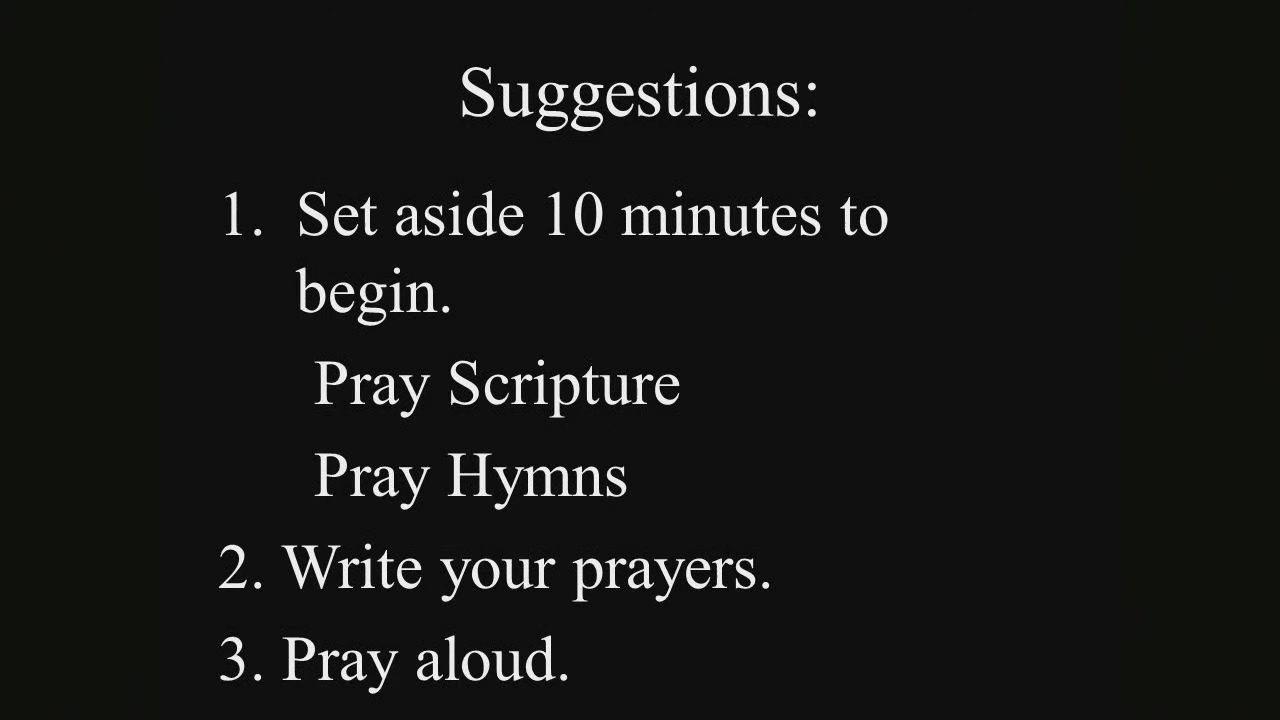 Suggestions:
1. Set aside 10 minutes to
begin.
Pray Scripture
Pray Hymns
2. Write your prayers.
3. Pray aloud.